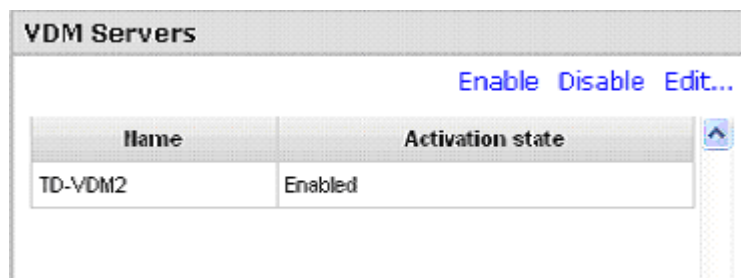 VDM Servers
Enable Disable Edit...
Name Activation state
TD-VDM2 Enabled